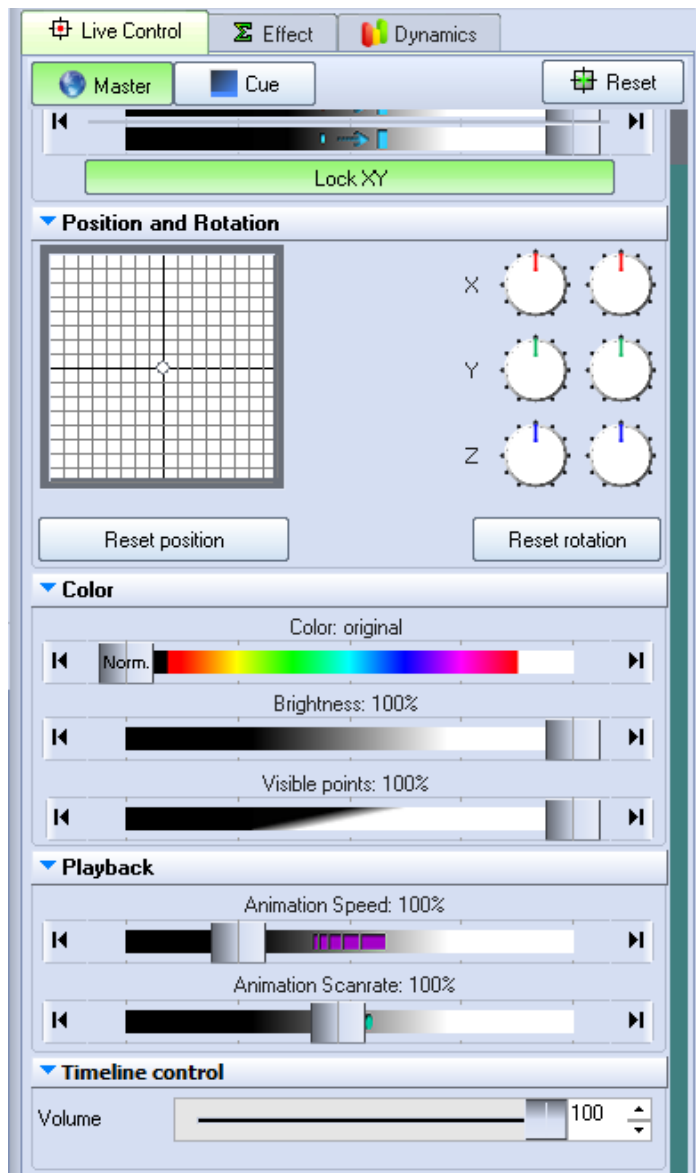 Live Control Effect Dynamics
Master Cue Reset
Lock XY
Position and Rotation
X
Y
Z
Reset position Reset rotation
Color
Color: original
Norm.
Brightness: 100%
Visible points: 100%
Playback
Animation Speed: 100%
Animation Scanrate: 100%
Timeline control
Volume 100